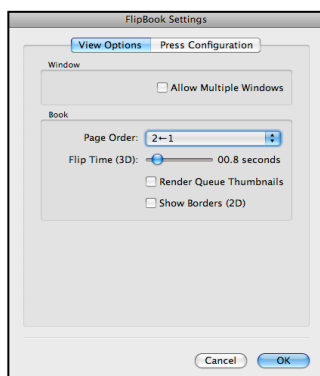 FlipBook Settings
View Options Press Configuration
Window
Allow Multiple Windows
Book
Page Order: 2←1
Flip Time (3D): 00.8 seconds
Render Queue Thumbnails
Show Borders (2D)
Cancel OK